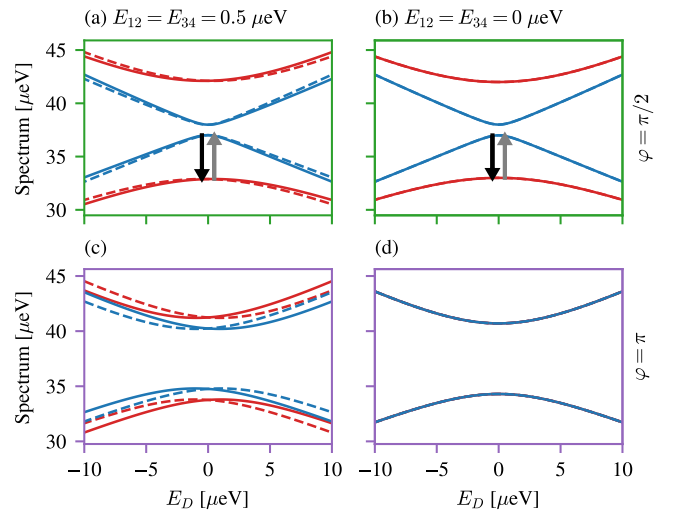 (a) E₁₂ = E₃₄ = 0.5 μeV
(b) E₁₂ = E₃₄ = 0 μeV
45
40
35
30
Spectrum [μeV]
φ = π/2
(c)
(d)
45
40
35
30
Spectrum [μeV]
φ = π
−10 −5 0 5 10
−10 −5 0 5 10
E_D [μeV]
E_D [μeV]